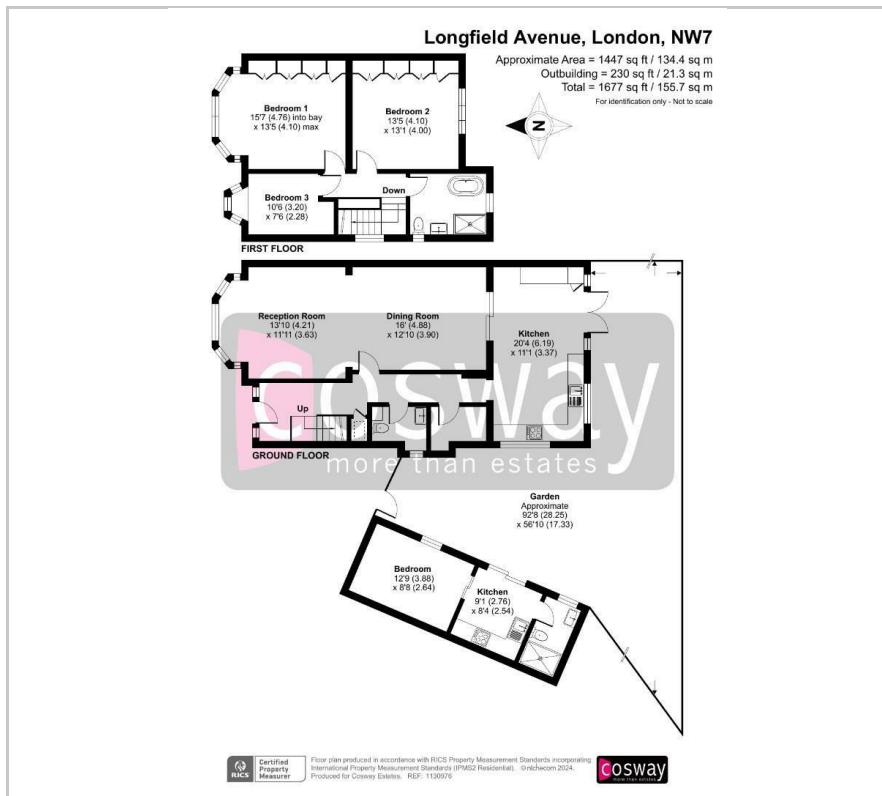 Longfield Avenue, London, NW7
Approximate Area = 1447 sq ft / 134.4 sq m
Outbuilding = 230 sq ft / 21.3 sq m
Total = 1677 sq ft / 155.7 sq m
For identification only - Not to scale
N
Bedroom 1
15'7 (4.76) into bay
x 13'5 (4.10) max
Bedroom 2
13'5 (4.10)
x 13'1 (4.00)
Bedroom 3
10'6 (3.20)
x 7'6 (2.28)
Down
FIRST FLOOR
Reception Room
13'10 (4.21)
x 11'11 (3.63)
Dining Room
16' (4.88)
x 12'10 (3.90)
Kitchen
20'4 (6.19)
x 11'1 (3.37)
Up
cosway
more than estates
GROUND FLOOR
Garden
Approximate
92'8 (28.25)
x 56'10 (17.33)
Bedroom
12'9 (3.88)
x 8'8 (2.64)
Kitchen
9'1 (2.76)
x 8'4 (2.54)
RICS
Certified
Property
Measurer
Floor plan produced in accordance with RICS Property Measurement Standards incorporating
International Property Measurement Standards (IPMS2 Residential). ©nichecom 2024.
Produced for Cosway Estates. REF: 1130976
cosway
more than estates